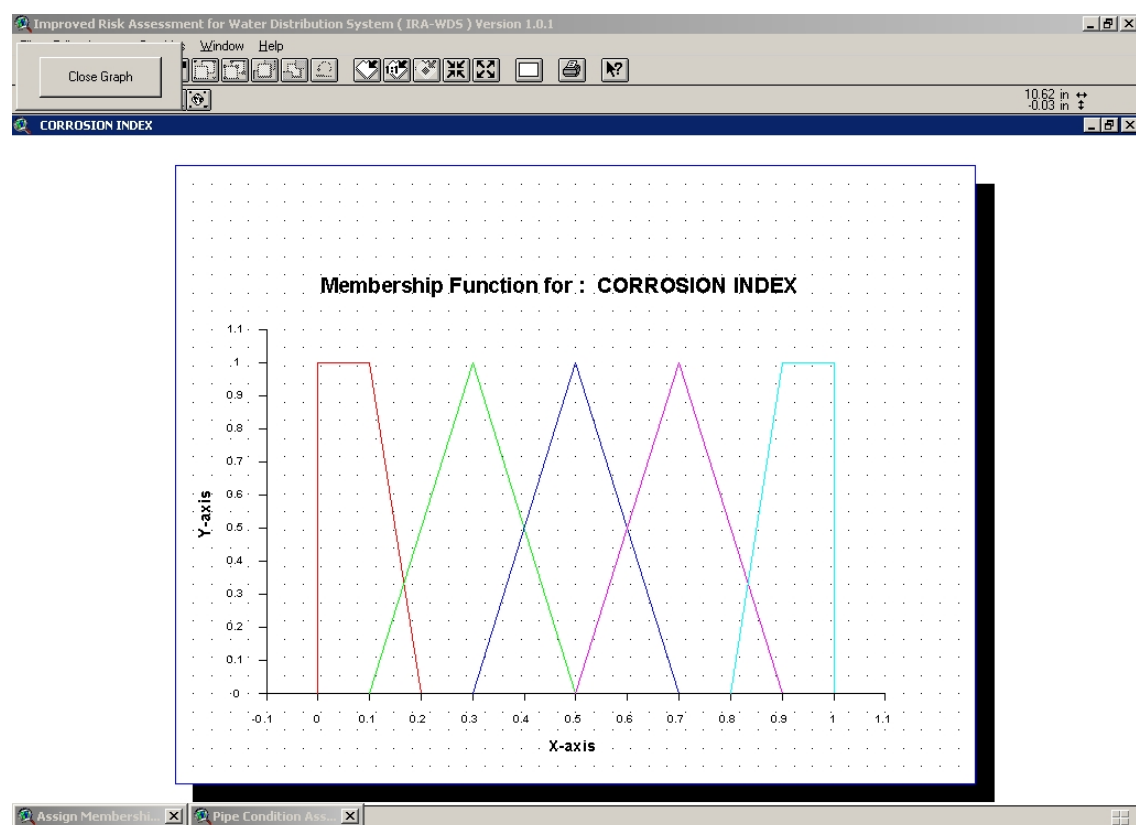 Improved Risk Assessment for Water Distribution System ( IRA-WDS ) Version 1.0.1
Window Help
Close Graph
1:1
10.62 in
-0.03 in
CORROSION INDEX
Membership Function for : CORROSION INDEX
1.1
1
0.9
0.8
0.7
0.6
0.5
0.4
0.3
0.2
0.1
0
Y-axis
-0.1 0 0.1 0.2 0.3 0.4 0.5 0.6 0.7 0.8 0.9 1 1.1
X-axis
Assign Membershi... Pipe Condition Ass...